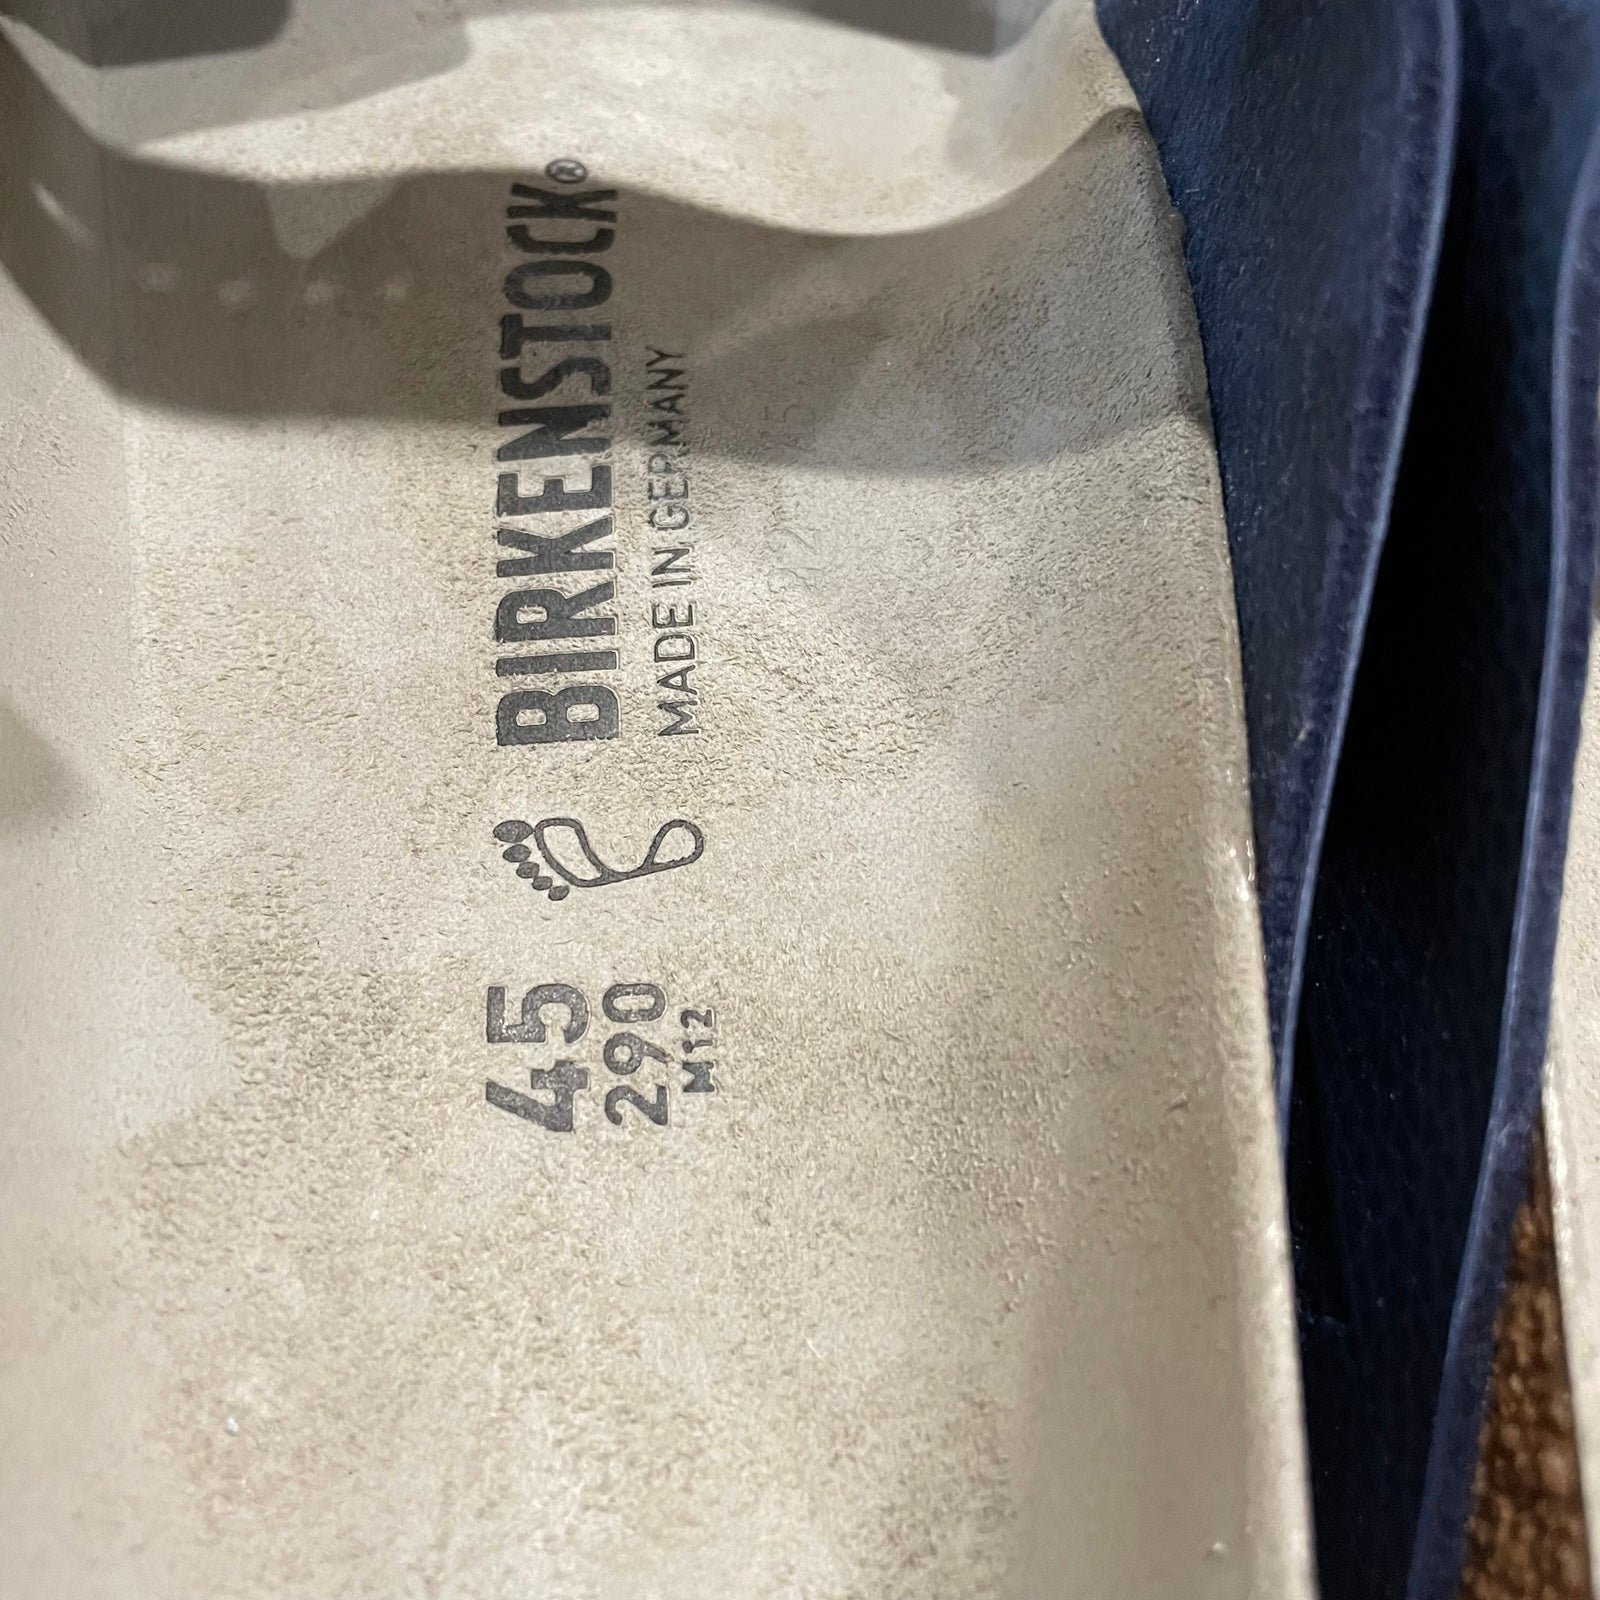 BIRKENSTOCK®
MADE IN GERMANY
45
290
M12